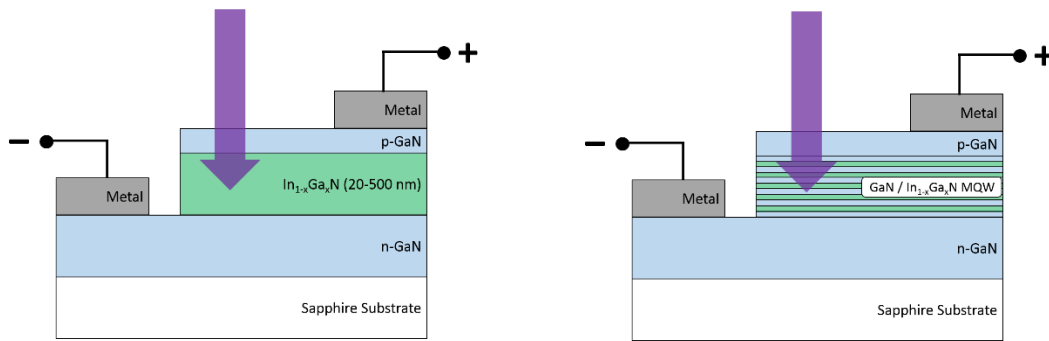 +
Metal
p-GaN
−
In₁₋ₓGaₓN (20-500 nm)
Metal
n-GaN
Sapphire Substrate
+
Metal
−
p-GaN
GaN / In₁₋ₓGaₓN MQW
Metal
n-GaN
Sapphire Substrate